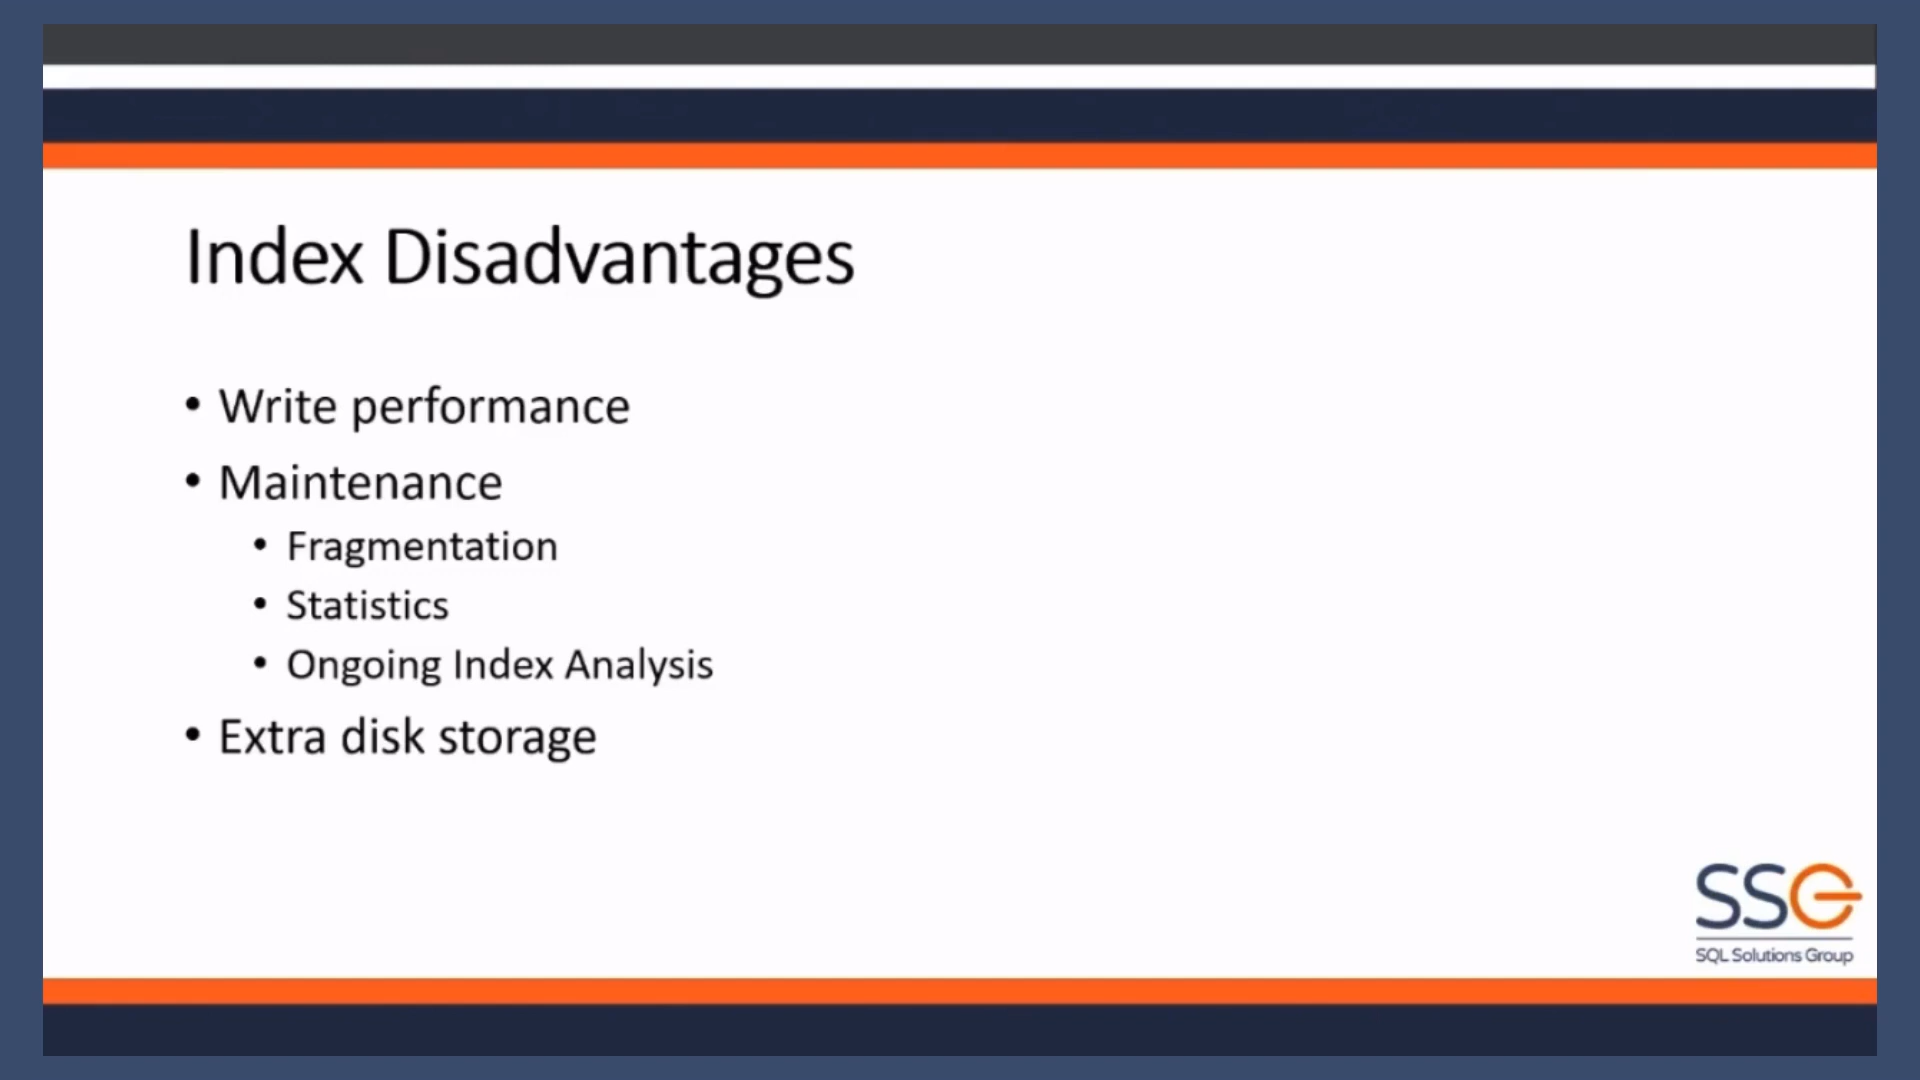 Index Disadvantages
• Write performance
• Maintenance
• Fragmentation
• Statistics
• Ongoing Index Analysis
• Extra disk storage
SSG
SQL Solutions Group